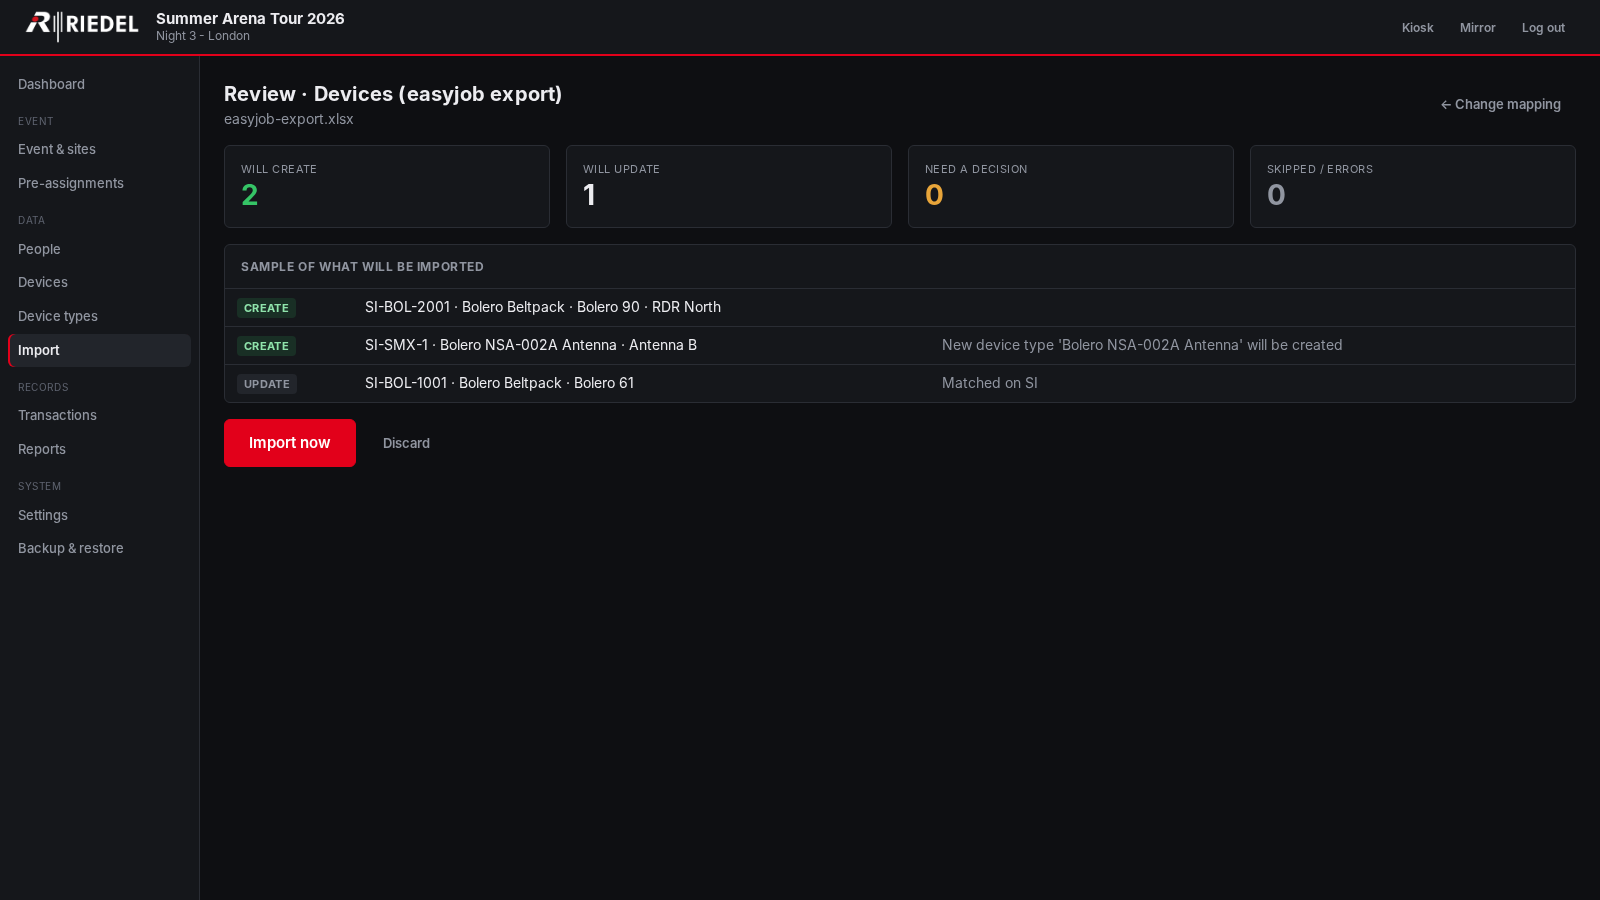 RIEDEL
Summer Arena Tour 2026
Night 3 - London
Kiosk
Mirror
Log out
Dashboard
EVENT
Event & sites
Pre-assignments
DATA
People
Devices
Device types
Import
RECORDS
Transactions
Reports
SYSTEM
Settings
Backup & restore
Review · Devices (easyjob export)
easyjob-export.xlsx
← Change mapping
WILL CREATE
2
WILL UPDATE
1
NEED A DECISION
0
SKIPPED / ERRORS
0
SAMPLE OF WHAT WILL BE IMPORTED
CREATE SI-BOL-2001 · Bolero Beltpack · Bolero 90 · RDR North
CREATE SI-SMX-1 · Bolero NSA-002A Antenna · Antenna B New device type 'Bolero NSA-002A Antenna' will be created
UPDATE SI-BOL-1001 · Bolero Beltpack · Bolero 61 Matched on SI
Import now
Discard